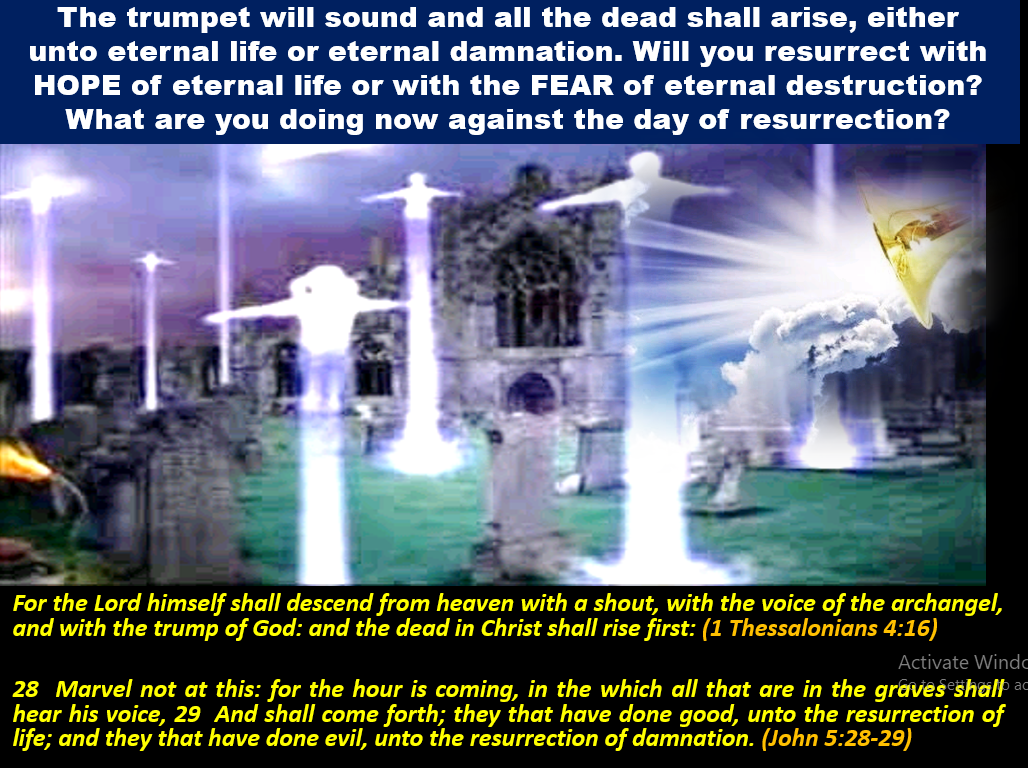 The trumpet will sound and all the dead shall arise, either
unto eternal life or eternal damnation. Will you resurrect with
HOPE of eternal life or with the FEAR of eternal destruction?
What are you doing now against the day of resurrection?
For the Lord himself shall descend from heaven with a shout, with the voice of the archangel,
and with the trump of God: and the dead in Christ shall rise first: (1 Thessalonians 4:16)
Activate Windo
Go to Settings to ac
28 Marvel not at this: for the hour is coming, in the which all that are in the graves shall
hear his voice, 29 And shall come forth; they that have done good, unto the resurrection of
life; and they that have done evil, unto the resurrection of damnation. (John 5:28-29)